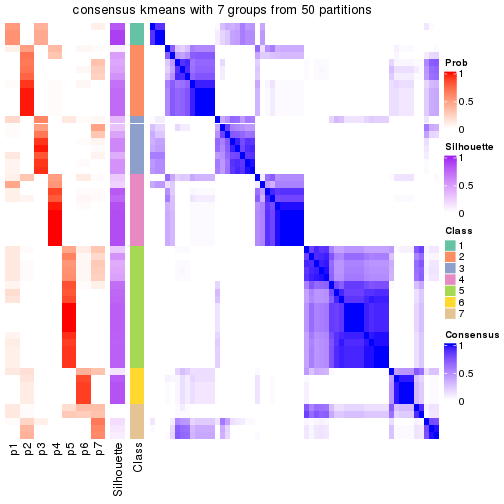 consensus kmeans with 7 groups from 50 partitions
Prob
1
0.5
0
Silhouette
1
0.5
0
Class
1
2
3
4
5
6
7
Consensus
1
0.5
0
p1
p2
p3
p4
p5
p6
p7
Silhouette
Class